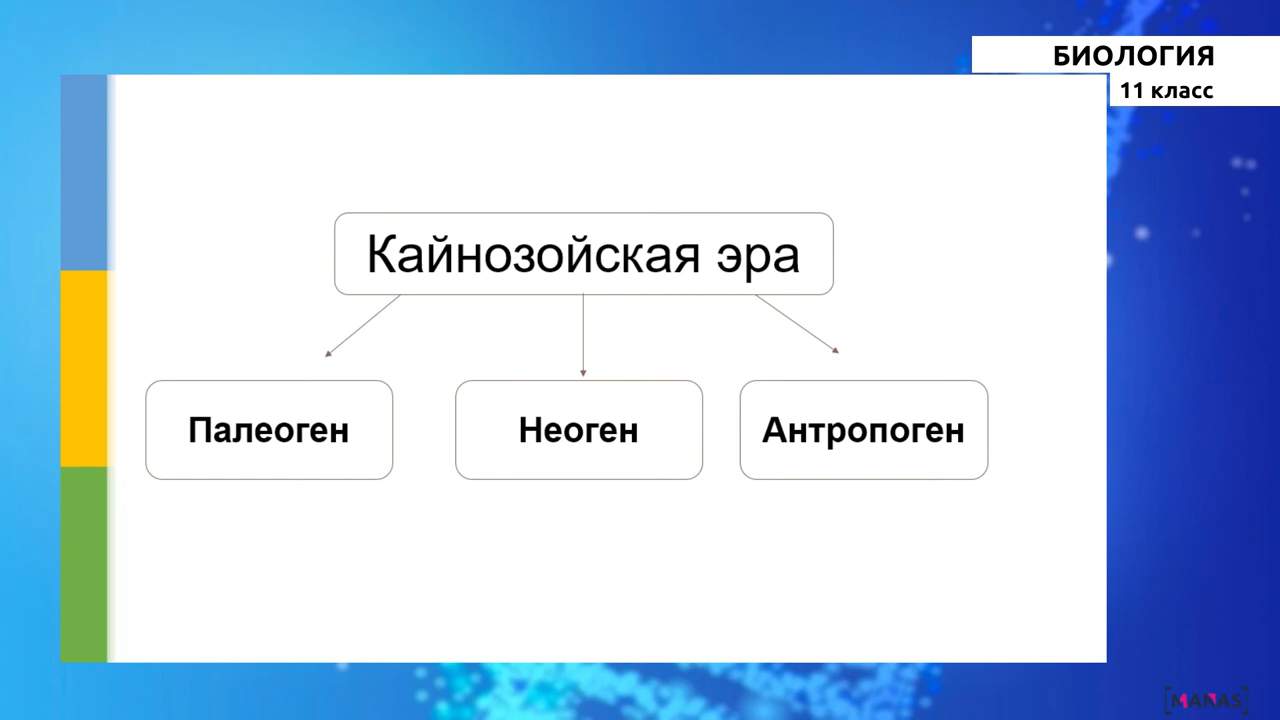 БИОЛОГИЯ
11 класс
Кайнозойская эра
Палеоген
Неоген
Антропоген
[MANAS]